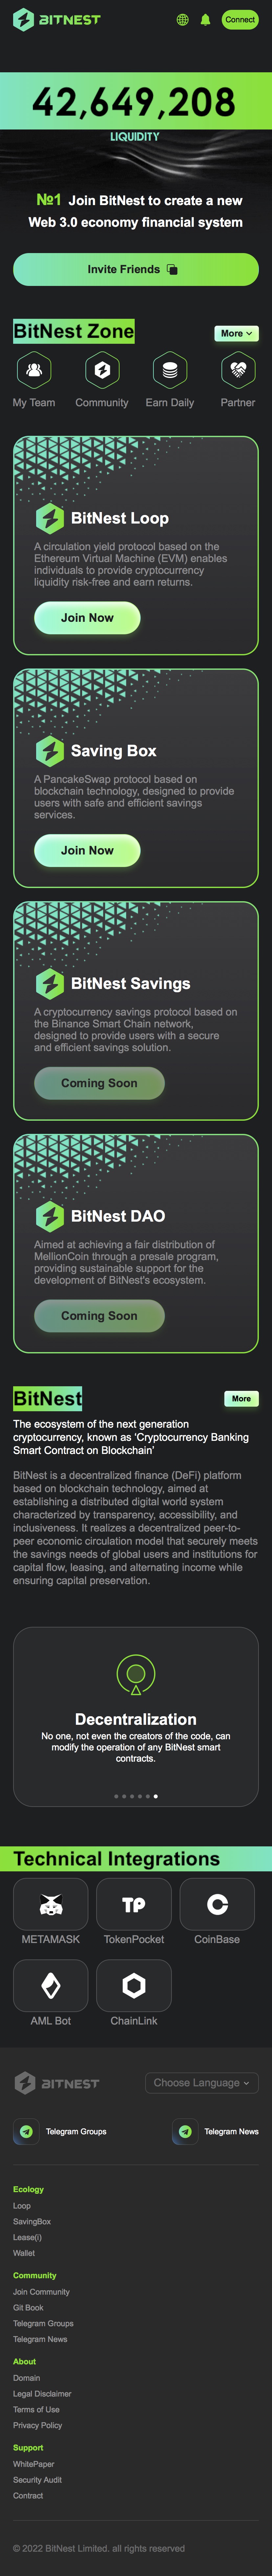 BITNEST
Connect
42,649,208
LIQUIDITY
№1 Join BitNest to create a new
Web 3.0 economy financial system
Invite Friends
BitNest Zone
More
My Team
Community
Earn Daily
Partner
BitNest Loop
A circulation yield protocol based on the
Ethereum Virtual Machine (EVM) enables
individuals to provide cryptocurrency
liquidity risk-free and earn returns.
Join Now
Saving Box
A PancakeSwap protocol based on
blockchain technology, designed to provide
users with safe and efficient savings
services.
Join Now
BitNest Savings
A cryptocurrency savings protocol based on
the Binance Smart Chain network,
designed to provide users with a secure
and efficient savings solution.
Coming Soon
BitNest DAO
Aimed at achieving a fair distribution of
MellionCoin through a presale program,
providing sustainable support for the
development of BitNest's ecosystem.
Coming Soon
BitNest
More
The ecosystem of the next generation
cryptocurrency, known as 'Cryptocurrency Banking
Smart Contract on Blockchain'
BitNest is a decentralized finance (DeFi) platform
based on blockchain technology, aimed at
establishing a distributed digital world system
characterized by transparency, accessibility, and
inclusiveness. It realizes a decentralized peer-to-
peer economic circulation model that securely meets
the savings needs of global users and institutions for
capital flow, leasing, and alternating income while
ensuring capital preservation.
Decentralization
No one, not even the creators of the code, can
modify the operation of any BitNest smart
contracts.
Technical Integrations
METAMASK
TP
TokenPocket
CoinBase
AML Bot
ChainLink
BITNEST
Choose Language
Telegram Groups
Telegram News
Ecology
Loop
SavingBox
Lease(i)
Wallet
Community
Join Community
Git Book
Telegram Groups
Telegram News
About
Domain
Legal Disclaimer
Terms of Use
Privacy Policy
Support
WhitePaper
Security Audit
Contract
© 2022 BitNest Limited. all rights reserved